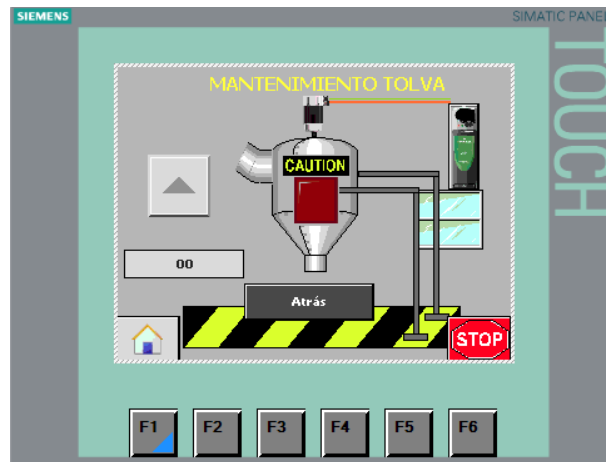 SIEMENS
SIMATIC PANEL
TOUCH
MANTENIMIENTO TOLVA
CAUTION
00
Atrás
STOP
F1
F2
F3
F4
F5
F6